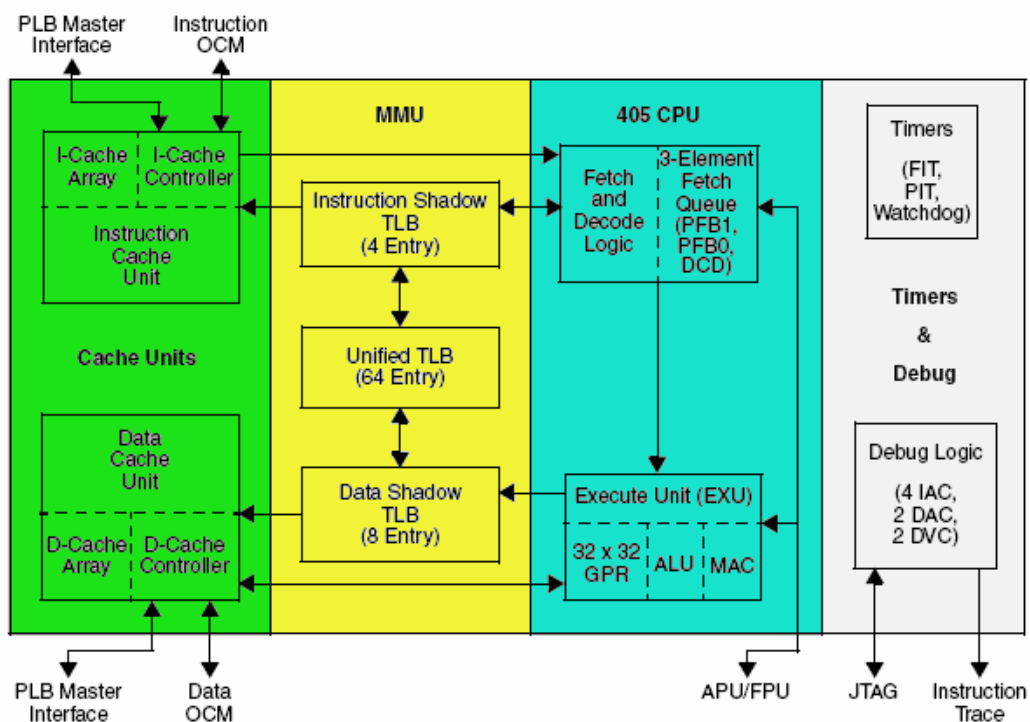 PLB Master
Interface
Instruction
OCM
MMU
405 CPU
I-Cache
Array
I-Cache
Controller
Instruction
Cache
Unit
Instruction Shadow
TLB
(4 Entry)
Fetch
and
Decode
Logic
3-Element
Fetch
Queue
(PFB1,
PFB0,
DCD)
Timers
(FIT,
PIT,
Watchdog)
Cache Units
Unified TLB
(64 Entry)
Timers
&
Debug
Data
Cache
Unit
D-Cache
Array
D-Cache
Controller
Data Shadow
TLB
(8 Entry)
Execute Unit (EXU)
32 x 32
GPR
ALU
MAC
Debug Logic
(4 IAC,
2 DAC,
2 DVC)
PLB Master
Interface
Data
OCM
APU/FPU
JTAG
Instruction
Trace